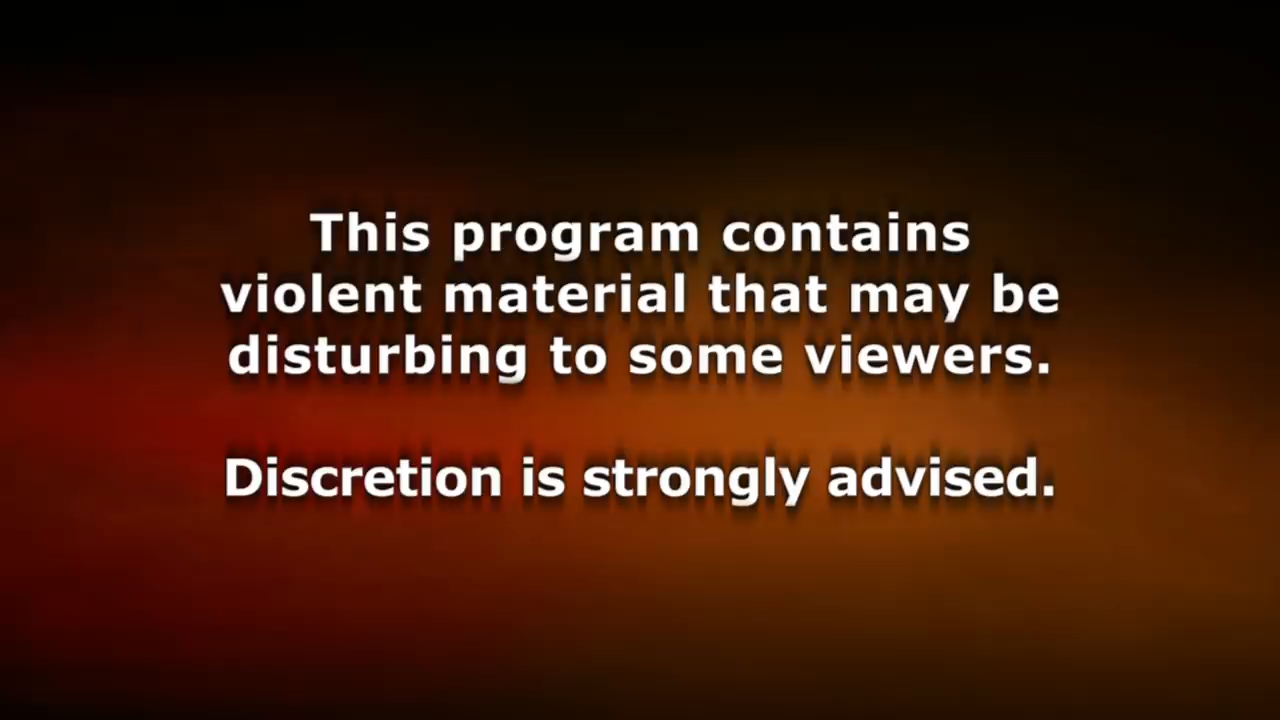 This program contains
violent material that may be
disturbing to some viewers.
Discretion is strongly advised.